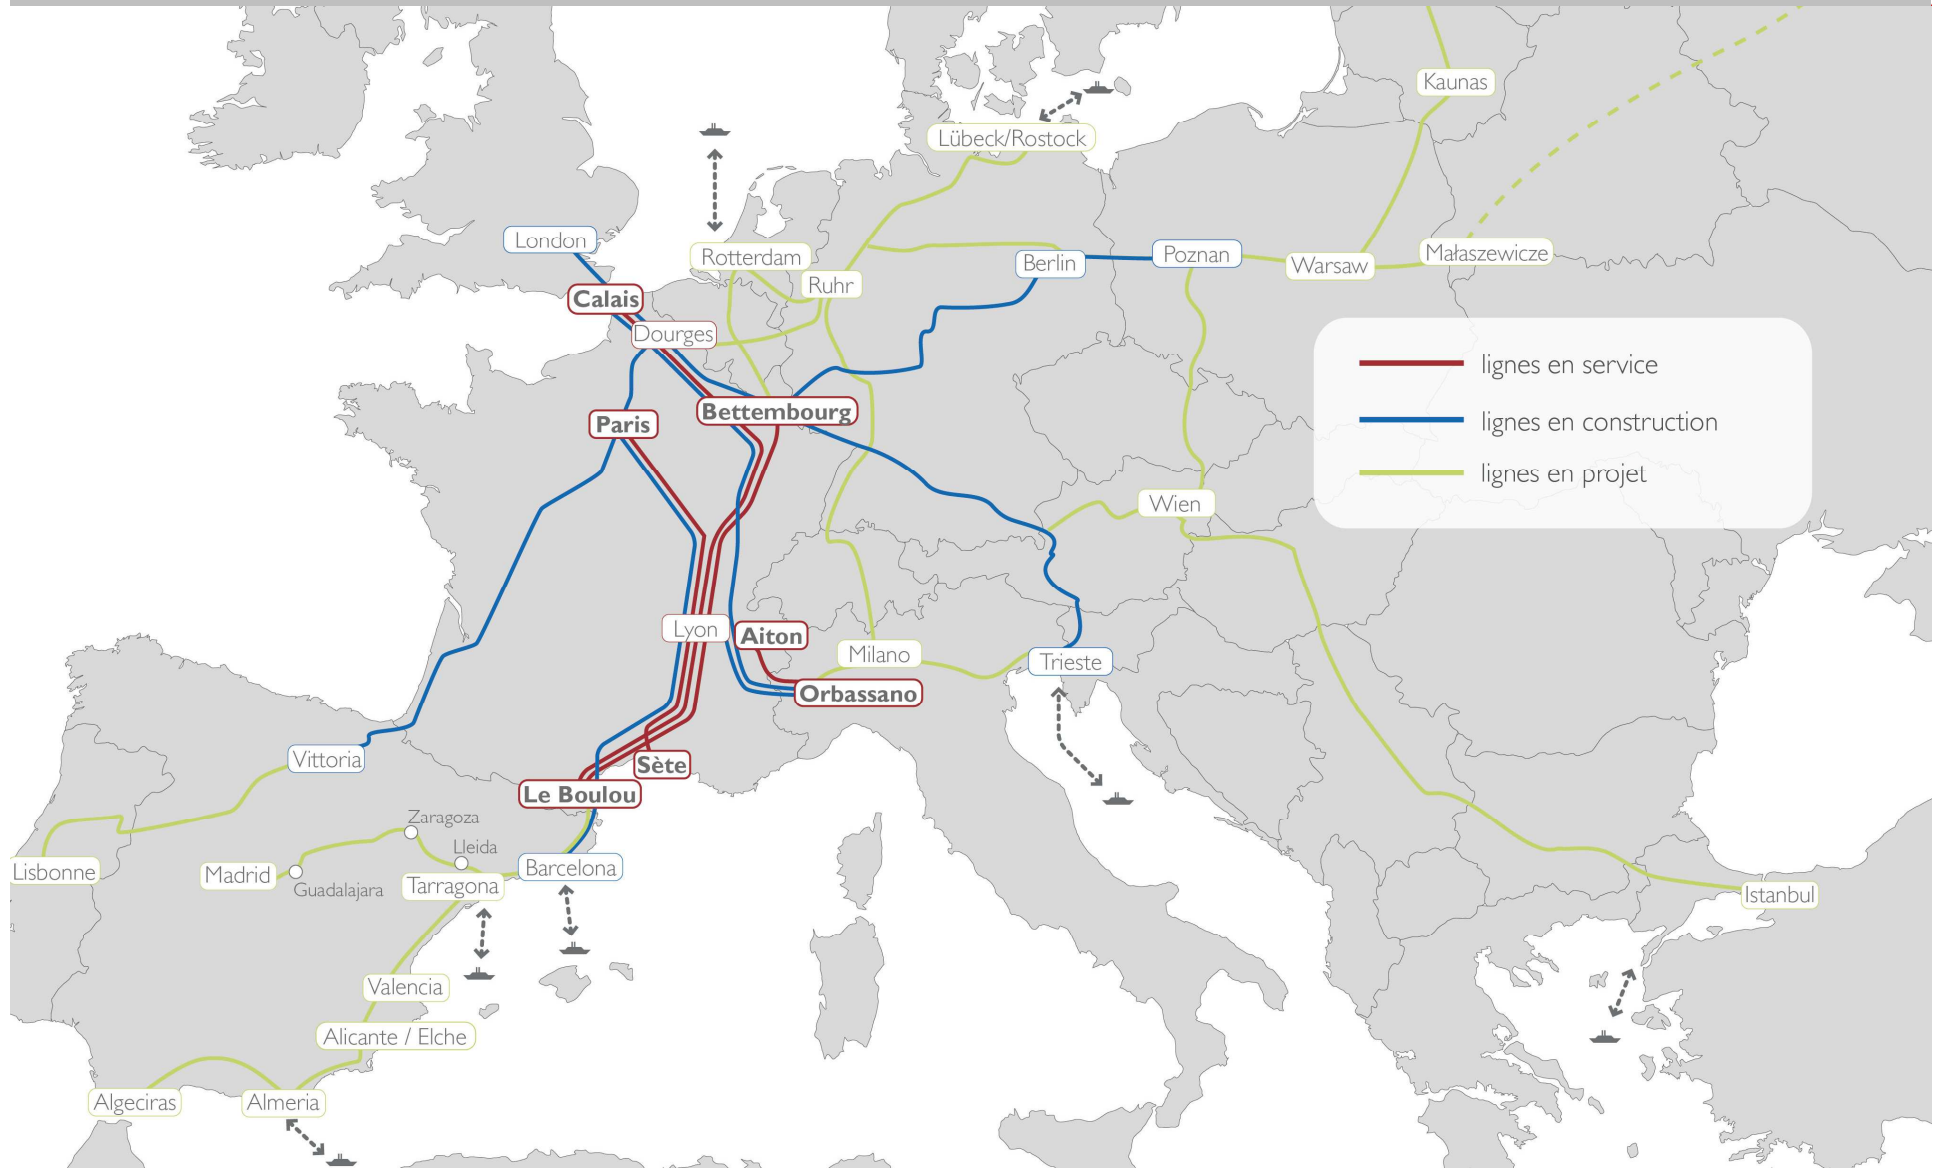 Kaunas
Lübeck/Rostock
London
Rotterdam
Berlin
Poznan
Warsaw
Małaszewicze
Ruhr
Calais
Dourges
lignes en service
Bettembourg
Paris
lignes en construction
lignes en projet
Wien
Lyon
Aiton
Milano
Trieste
Orbassano
Vittoria
Sète
Le Boulou
Zaragoza
Lleida
Lisbonne
Madrid
Guadalajara
Tarragona
Barcelona
Istanbul
Valencia
Alicante / Elche
Algeciras
Almeria